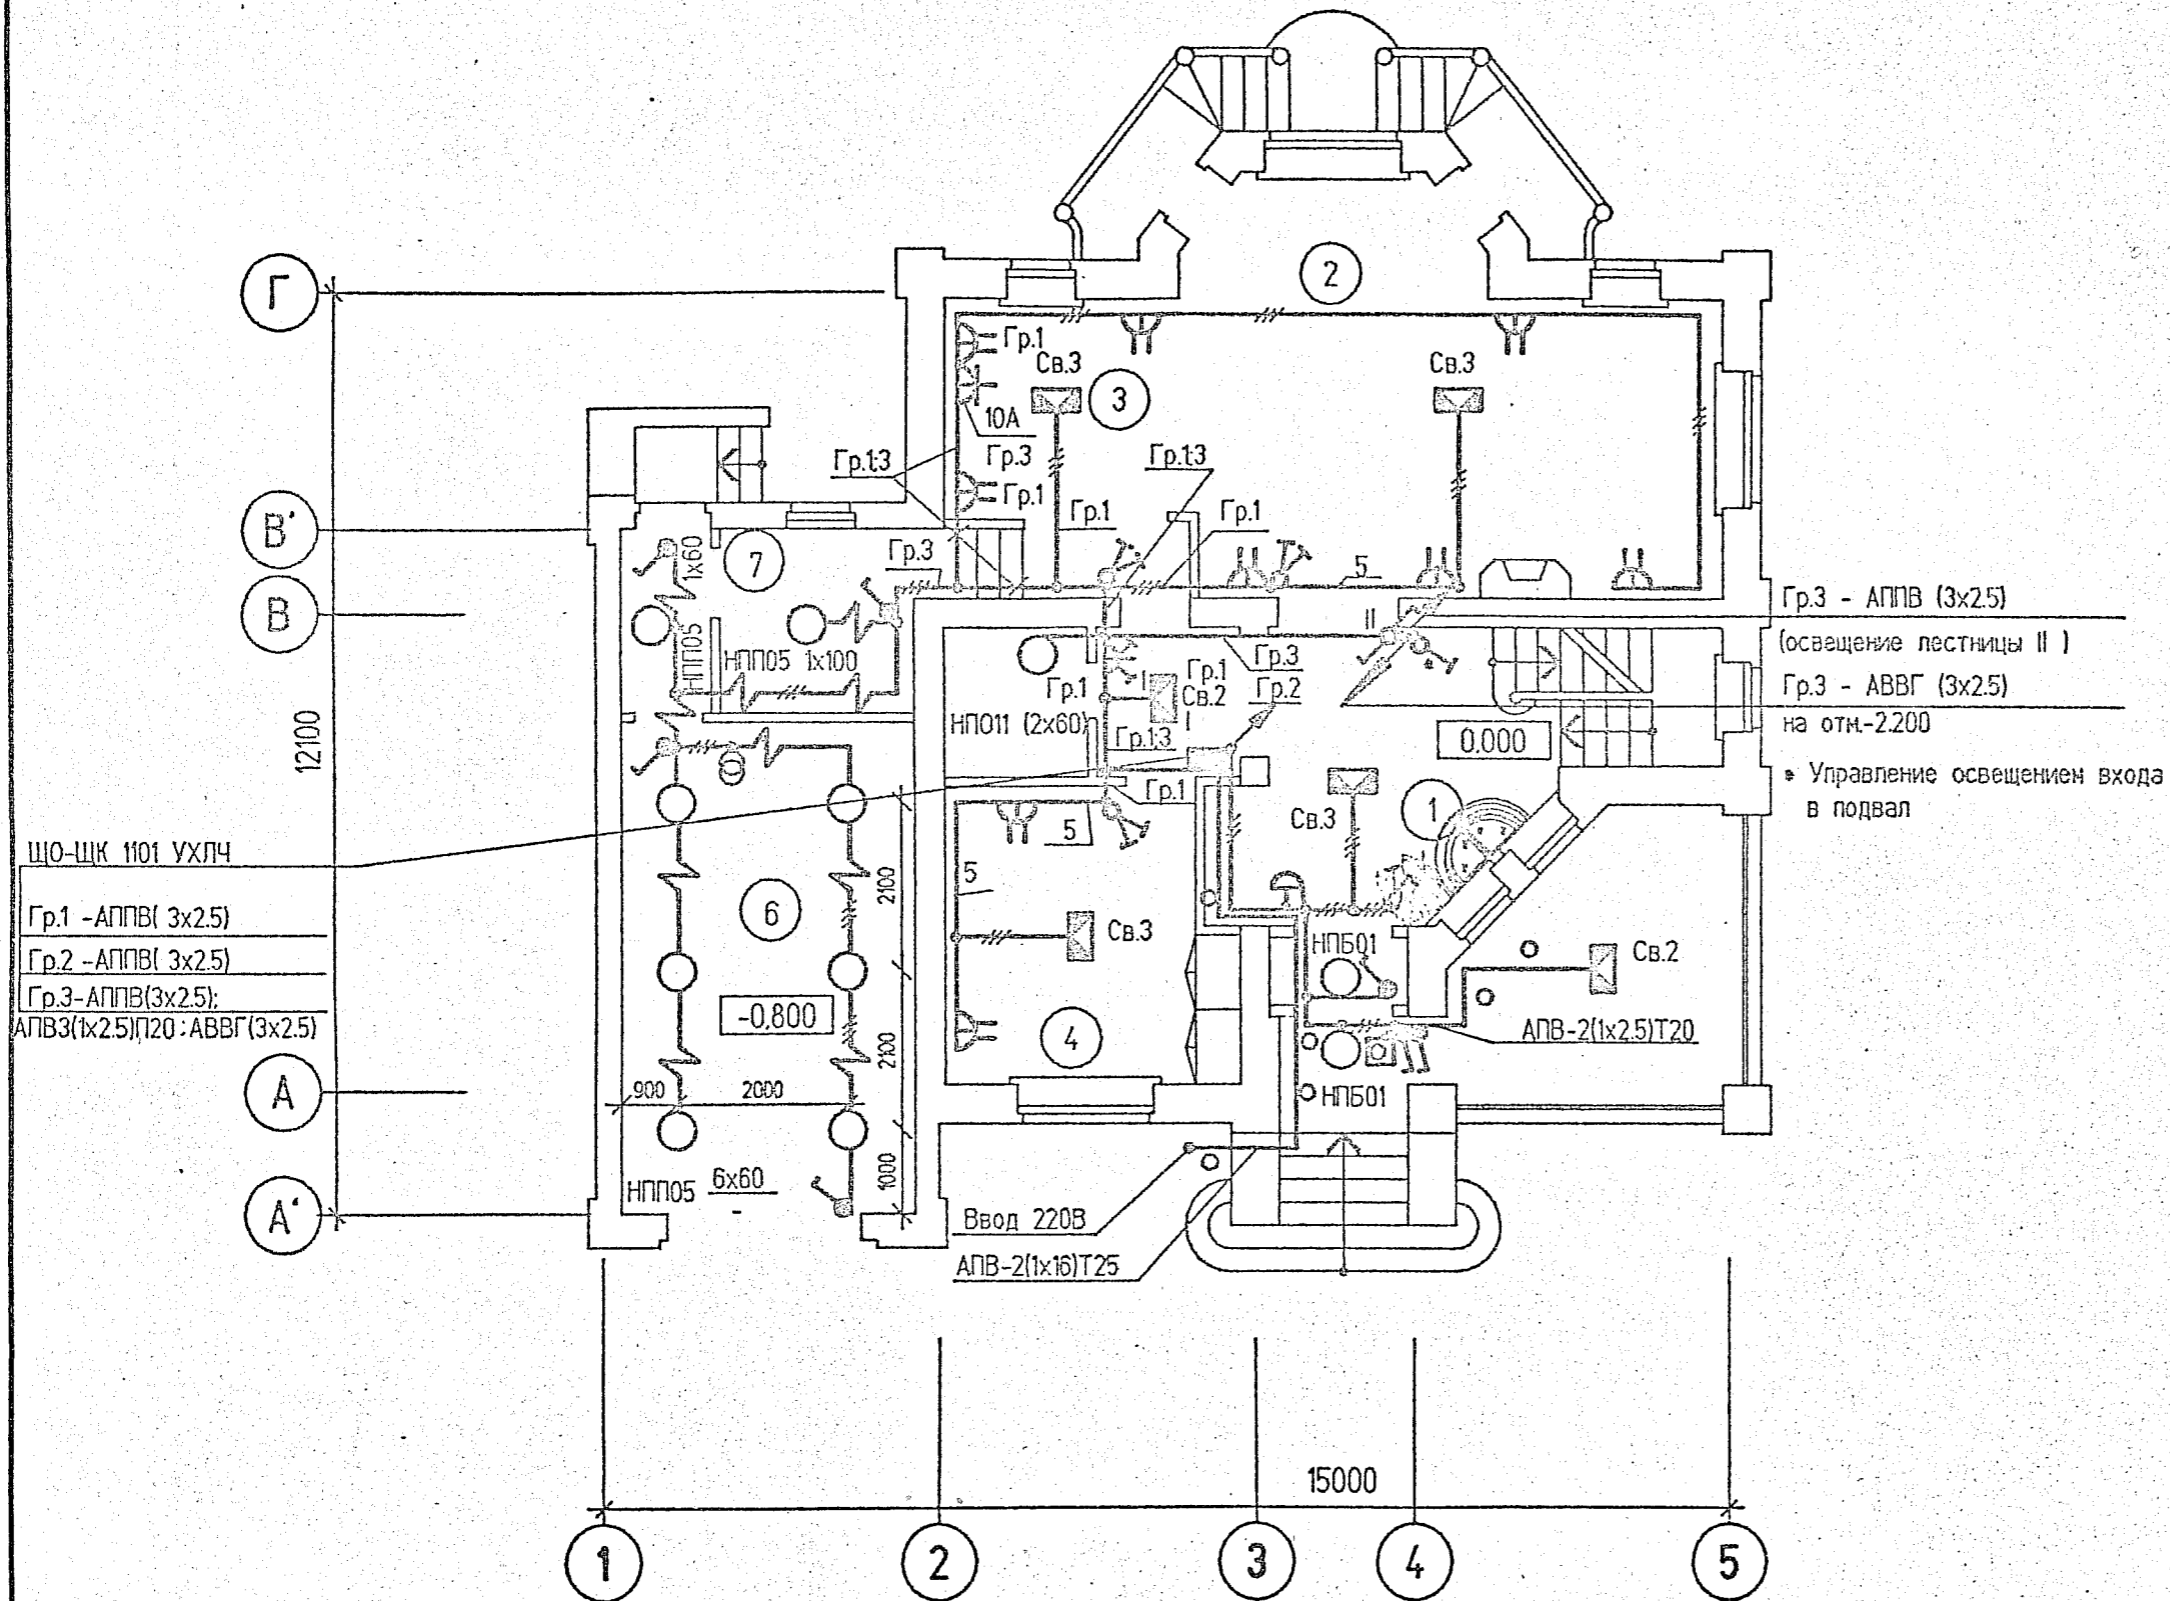 2
Г
Гр.1
Св.3
3
Св.3
10А
Гр.3
Гр.1
Гр.1;3
Гр.1;3
Гр.1
Гр.1
В'
7
1х60
Гр.3
5
В
НПП05
НПП05 1х100
II
Гр.3
Гр.1
Гр.1
Гр.2
Св.2
I
I
НПО11 (2х60)
Гр.1;3
0.000
Гр.3 - АППВ (3х2.5)
(освещение лестницы II )
Гр.3 - АВВГ (3х2.5)
на отм.-2.200
* Управление освещением входа
в подвал
12100
Гр.1
5
Св.3
1
ЩО-ЩК 1101 УХЛЧ
Гр.1 -АППВ( 3х2.5)
Гр.2 -АППВ( 3х2.5)
Гр.3-АППВ(3х2.5);
АПВ3(1х2.5)П20;АВВГ(3х2.5)
5
2100
6
Св.3
НПБ01
Св.2
-0.800
4
2100
АПВ-2(1х2.5)Т20
А
900
2000
НПБ01
НПП05 6х60
-
1000
А'
Ввод 220В
АПВ-2(1х16)Т25
15000
1
2
3
4
5